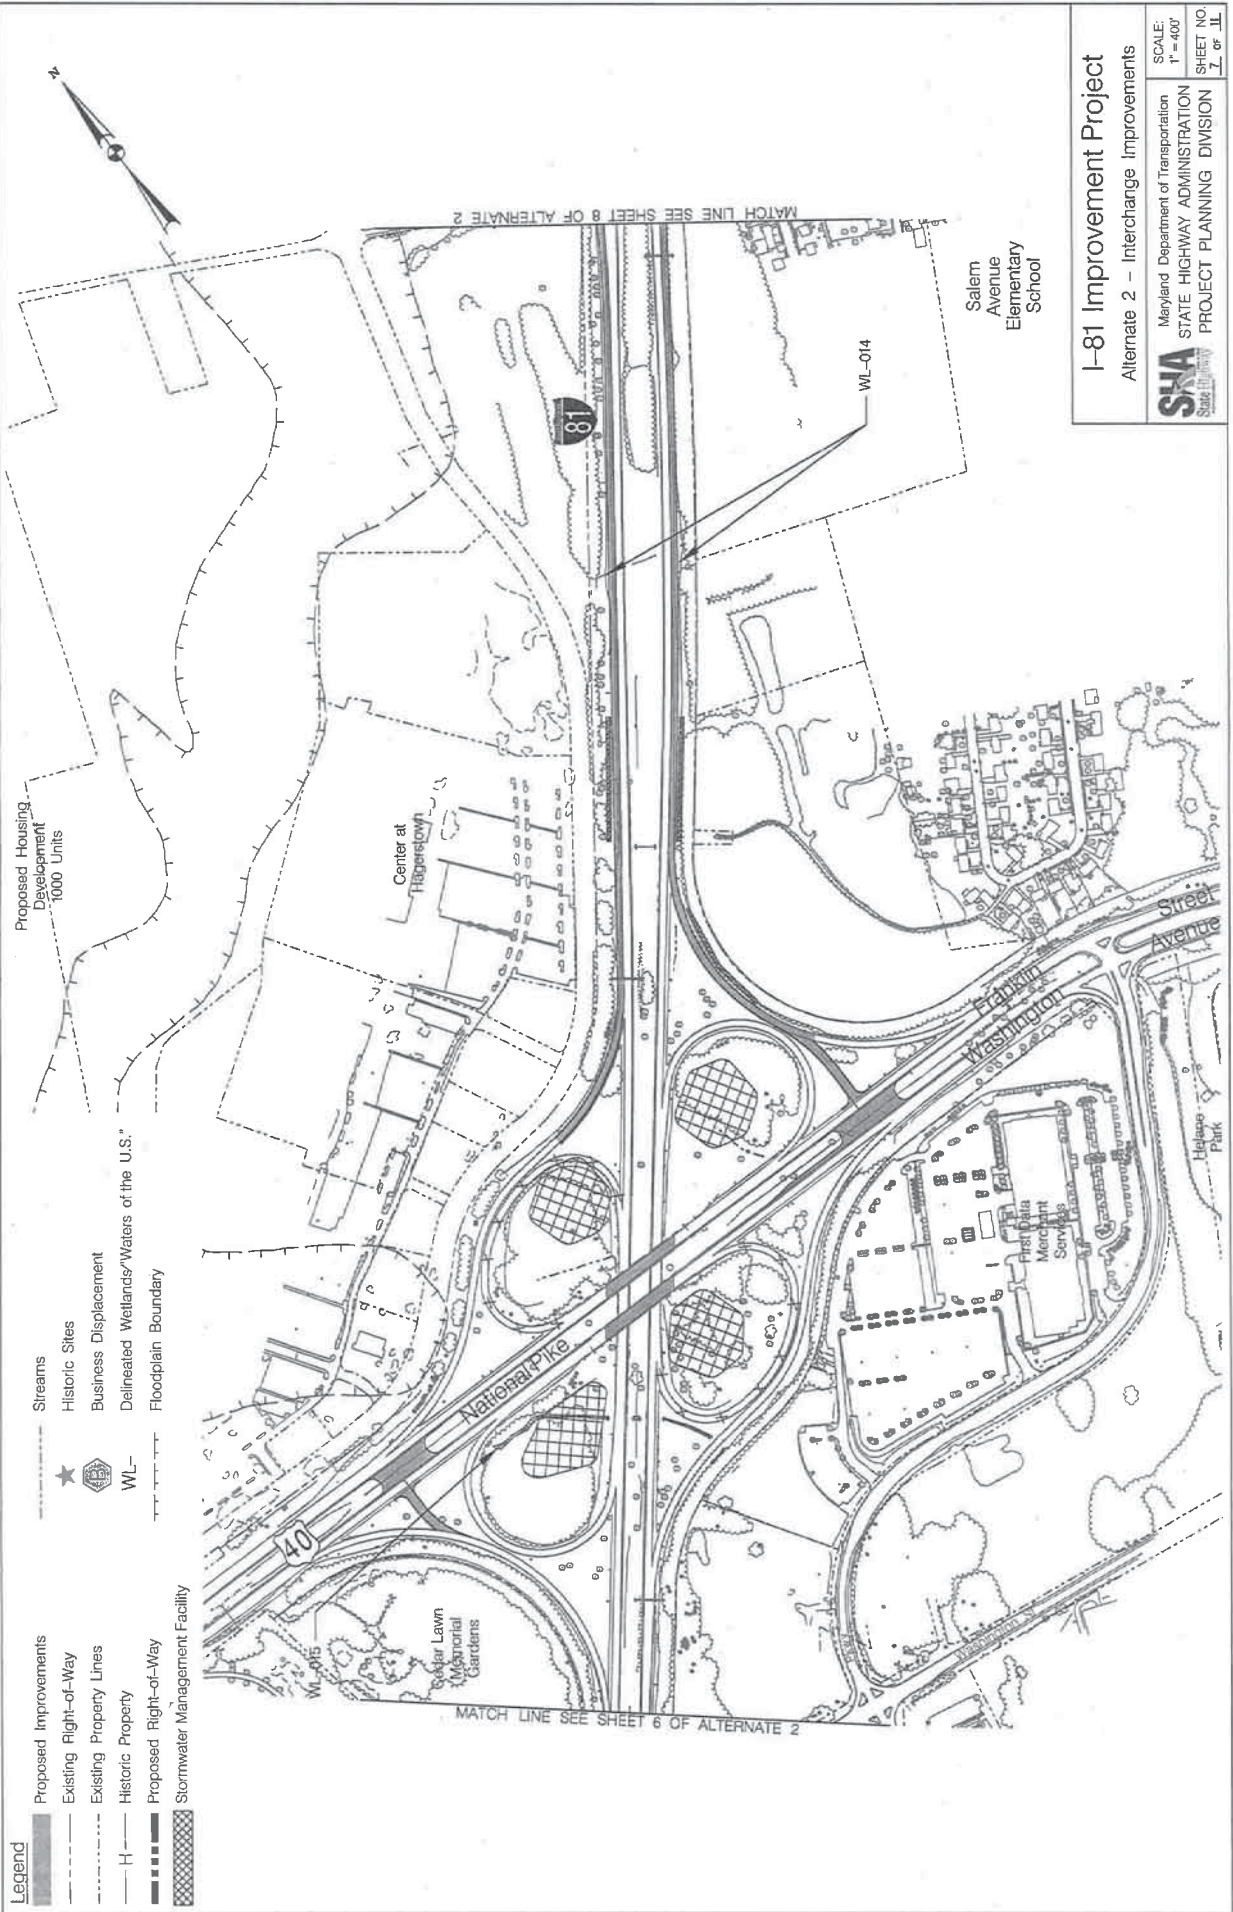 Legend
Proposed Improvements
Existing Right-of-Way
Existing Property Lines
H
Historic Property
Proposed Right-of-Way
Stormwater Management Facility
Streams
Historic Sites
B
Business Displacement
WL-
Delineated Wetlands/"Waters of the U.S."
Floodplain Boundary
Proposed Housing
Development
1000 Units
N
Center at
Hagerstown
81
40
National Pike
WL-015
Cedar Lawn
Memorial
Gardens
MATCH LINE SEE SHEET 6 OF ALTERNATE 2
MATCH LINE SEE SHEET 8 OF ALTERNATE 2
WL-014
Salem
Avenue
Elementary
School
Franklin
Street
Washington
Avenue
First Data
Merchant
Services
Helane
Park
Washington
I-81 Improvement Project
Alternate 2 - Interchange Improvements
SHA
State Highway
Maryland Department of Transportation
STATE HIGHWAY ADMINISTRATION
PROJECT PLANNING DIVISION
SCALE:
1" = 400'
SHEET NO.
7 OF 11